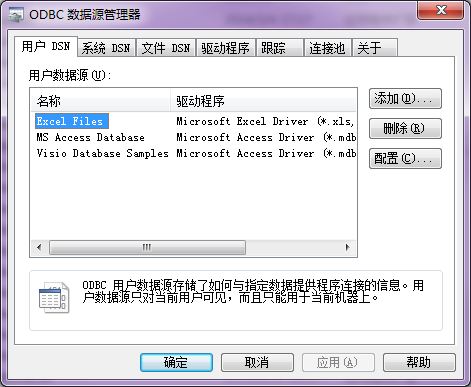 ODBC 数据源管理器
用户 DSN 系统 DSN 文件 DSN 驱动程序 跟踪 连接池 关于
用户数据源(U):
名称 驱动程序
添加(D)...
Excel Files Microsoft Excel Driver (*.xls,
删除(R)
MS Access Database Microsoft Access Driver (*.mdb
Visio Database Samples Microsoft Access Driver (*.mdb
配置(C)...
ODBC 用户数据源存储了如何与指定数据提供程序连接的信息。用
户数据源只对当前用户可见，而且只能用于当前机器上。
确定 取消 应用(A) 帮助